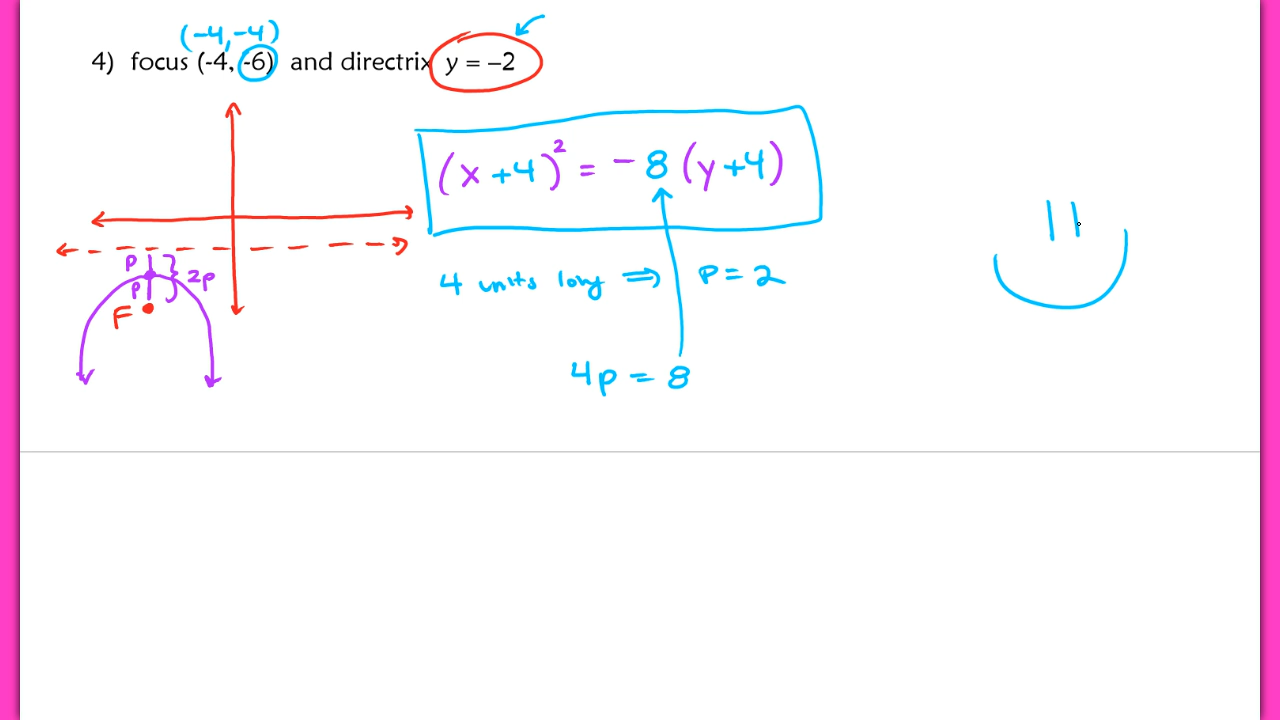 (-4,-4)
4) focus (-4, -6) and directrix y = –2
(x +4)² = - 8 (y+4)
P
P
2P
F
4 units long ⇒ p = 2
4p = 8